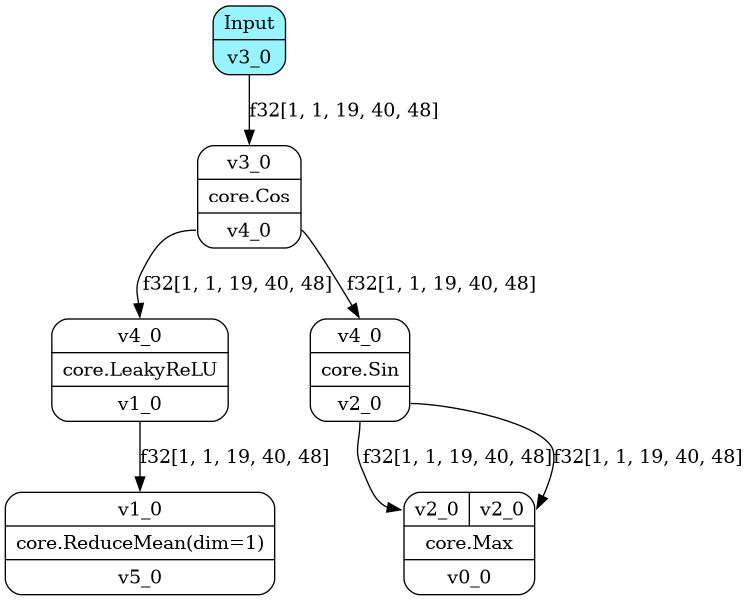 Input
v3_0
f32[1, 1, 19, 40, 48]
v3_0
core.Cos
v4_0
f32[1, 1, 19, 40, 48]
f32[1, 1, 19, 40, 48]
v4_0
core.LeakyReLU
v1_0
v4_0
core.Sin
v2_0
f32[1, 1, 19, 40, 48]
f32[1, 1, 19, 40, 48]
f32[1, 1, 19, 40, 48]
v1_0
core.ReduceMean(dim=1)
v5_0
v2_0 v2_0
core.Max
v0_0